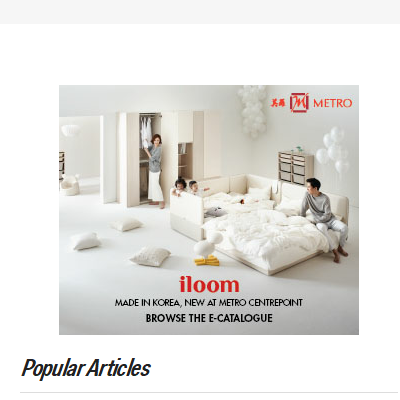 美羅 M METRO
iloom
MADE IN KOREA, NEW AT METRO CENTREPOINT
BROWSE THE E-CATALOGUE
Popular Articles